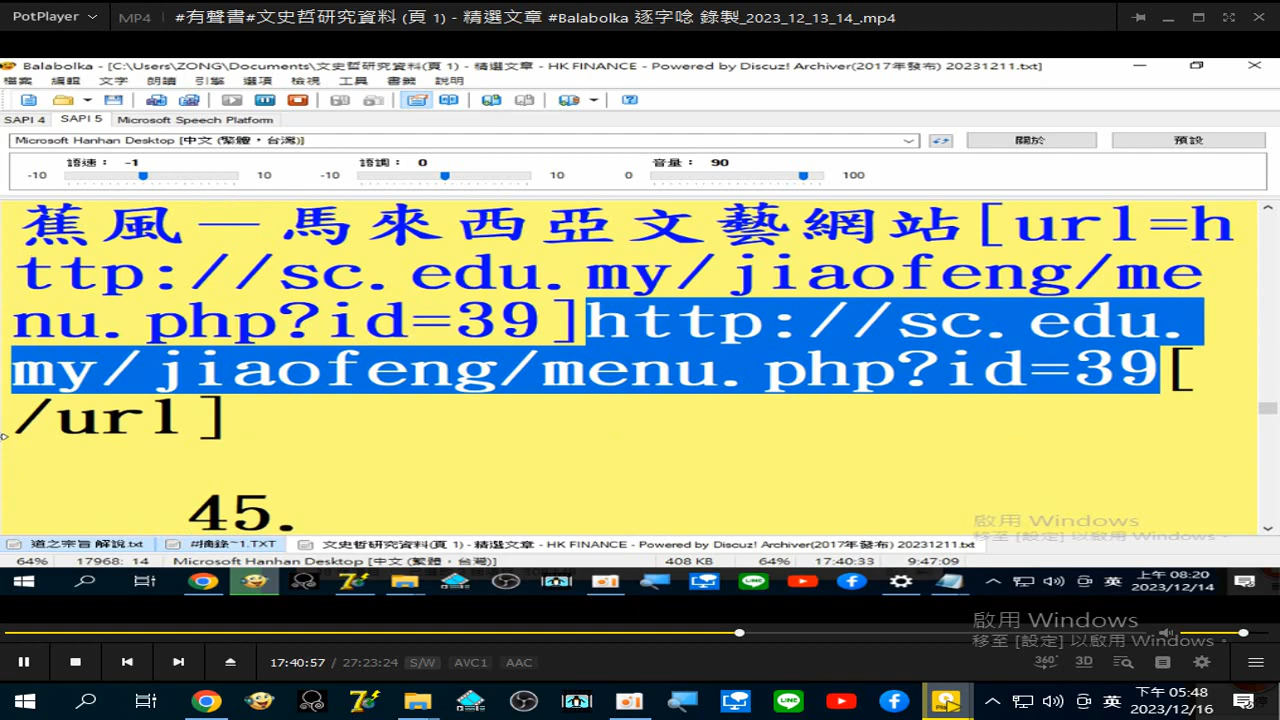 PotPlayer MP4 #有聲書#文史哲研究資料 (頁 1) - 精選文章 #Balabolka 逐字唸 錄製_2023_12_13_14_.mp4
Balabolka - [C:\Users\ZONG\Documents\文史哲研究資料(頁 1) - 精選文章 - HK FINANCE - Powered by Discuz! Archiver(2017年發布) 20231211.txt]
檔案 編輯 文字 朗讀 引擎 選項 檢視 工具 書籤 說明
SAPI 4 SAPI 5 Microsoft Speech Platform
Microsoft Hanhan Desktop [中文 (繁體，台灣)] 關於 預設
語速： -1 語調： 0 音量： 90
-10 10 -10 10 0 100
蕉風－馬來西亞文藝網站[url=h
ttp://sc.edu.my/jiaofeng/me
nu.php?id=39]http://sc.edu.
my/jiaofeng/menu.php?id=39[
/url]
45.
啟用 Windows
移至 [設定] 以啟用 Windows。
道之宗旨 解說.txt #摘錄~1.TXT 文史哲研究資料(頁 1) - 精選文章 - HK FINANCE - Powered by Discuz! Archiver(2017年發布) 20231211.txt
64% 17968: 14 Microsoft Hanhan Desktop [中文 (繁體，台灣)] 408 KB 64% 17:40:33 9:47:09
英 上午 08:20
2023/12/14
啟用 Windows
移至 [設定] 以啟用 Windows。
17:40:57 / 27:23:24 S/W AVC1 AAC 360° 3D
英 下午 05:48
2023/12/16